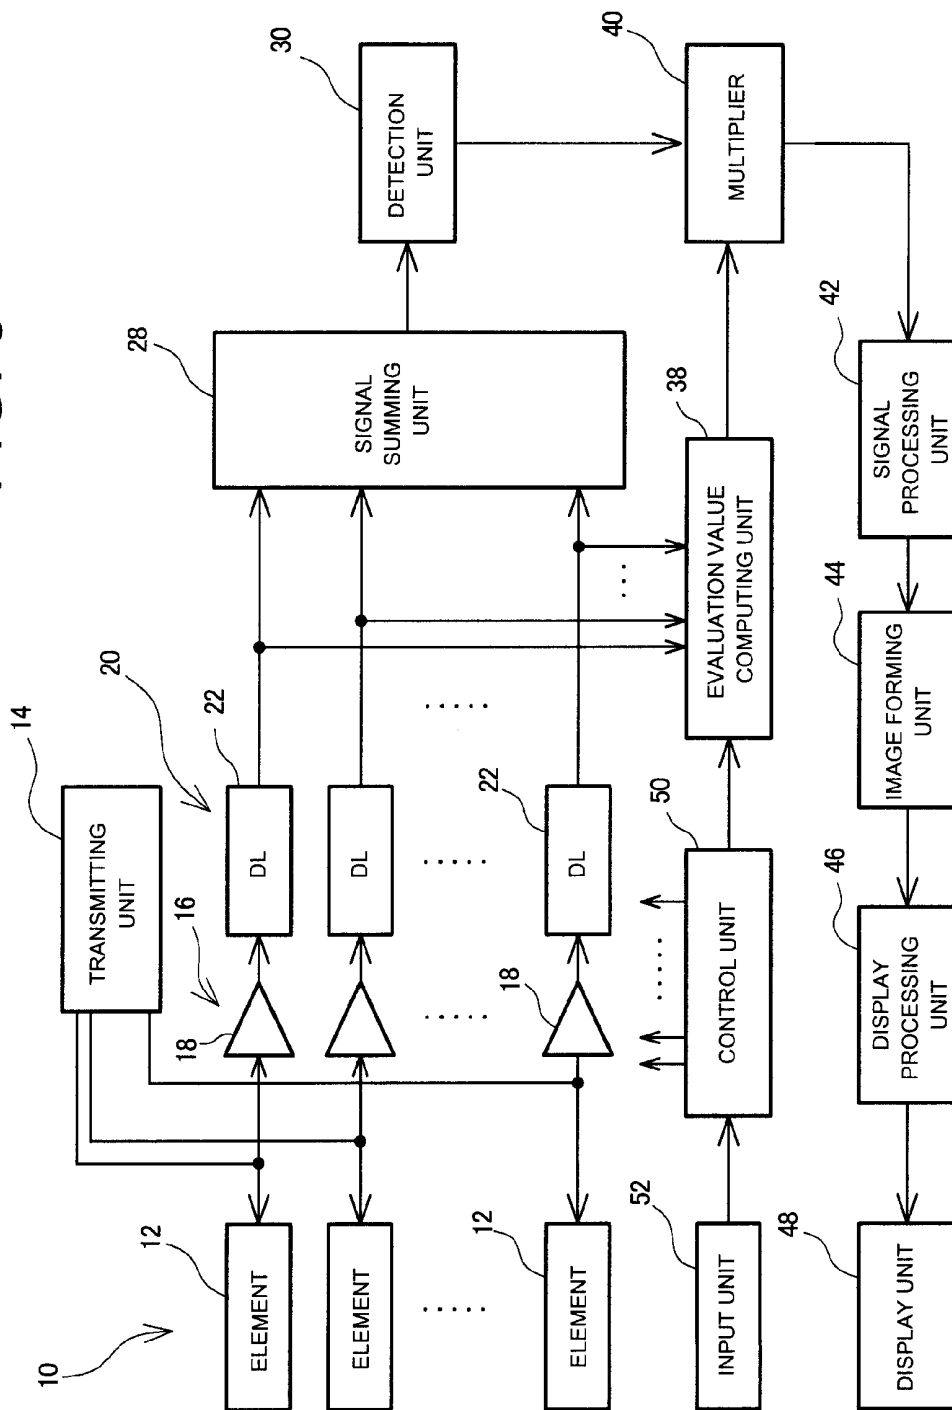 14
TRANSMITTING
UNIT
10
12
ELEMENT
18
16
20
22
DL
28
SIGNAL
SUMMING
UNIT
30
DETECTION
UNIT
ELEMENT
DL
.....
.....
.....
.....
12
ELEMENT
18
22
DL
.....
...
52
INPUT UNIT
50
CONTROL UNIT
38
EVALUATION VALUE
COMPUTING UNIT
40
MULTIPLIER
48
DISPLAY UNIT
46
DISPLAY
PROCESSING
UNIT
44
IMAGE FORMING
UNIT
42
SIGNAL
PROCESSING
UNIT